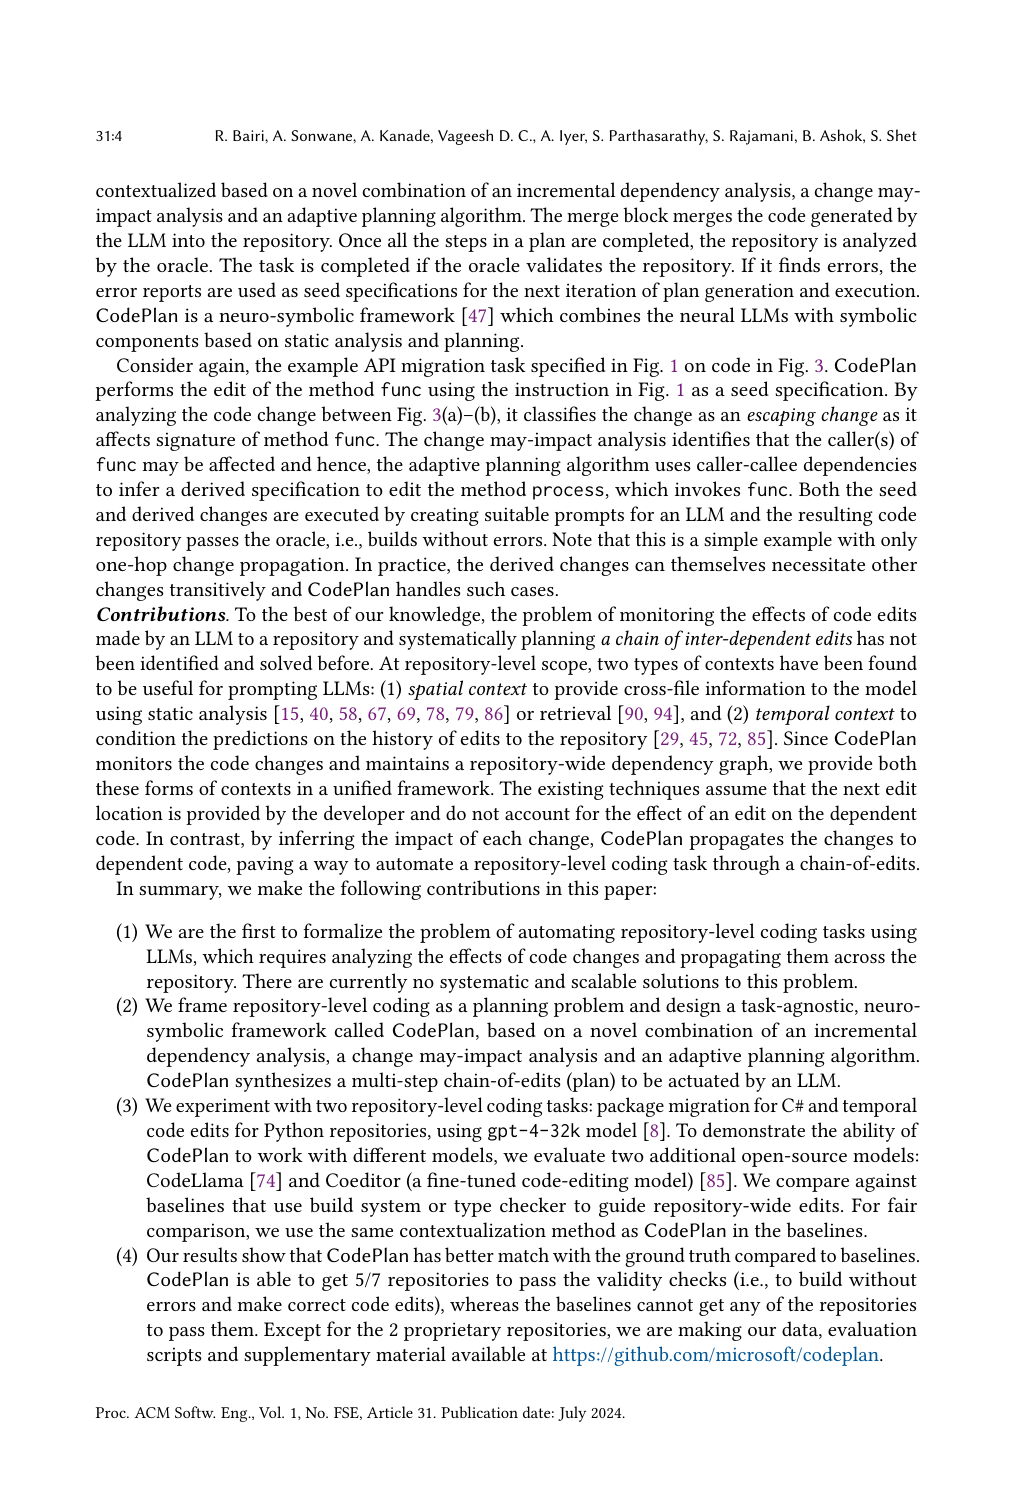 31:4 R. Bairi, A. Sonwane, A. Kanade, Vageesh D. C., A. Iyer, S. Parthasarathy, S. Rajamani, B. Ashok, S. Shet
contextualized based on a novel combination of an incremental dependency analysis, a change may-
impact analysis and an adaptive planning algorithm. The merge block merges the code generated by
the LLM into the repository. Once all the steps in a plan are completed, the repository is analyzed
by the oracle. The task is completed if the oracle validates the repository. If it finds errors, the
error reports are used as seed specifications for the next iteration of plan generation and execution.
CodePlan is a neuro-symbolic framework [47] which combines the neural LLMs with symbolic
components based on static analysis and planning.
Consider again, the example API migration task specified in Fig. 1 on code in Fig. 3. CodePlan
performs the edit of the method func using the instruction in Fig. 1 as a seed specification. By
analyzing the code change between Fig. 3(a)–(b), it classifies the change as an escaping change as it
affects signature of method func. The change may-impact analysis identifies that the caller(s) of
func may be affected and hence, the adaptive planning algorithm uses caller-callee dependencies
to infer a derived specification to edit the method process, which invokes func. Both the seed
and derived changes are executed by creating suitable prompts for an LLM and the resulting code
repository passes the oracle, i.e., builds without errors. Note that this is a simple example with only
one-hop change propagation. In practice, the derived changes can themselves necessitate other
changes transitively and CodePlan handles such cases.
Contributions. To the best of our knowledge, the problem of monitoring the effects of code edits
made by an LLM to a repository and systematically planning a chain of inter-dependent edits has not
been identified and solved before. At repository-level scope, two types of contexts have been found
to be useful for prompting LLMs: (1) spatial context to provide cross-file information to the model
using static analysis [15, 40, 58, 67, 69, 78, 79, 86] or retrieval [90, 94], and (2) temporal context to
condition the predictions on the history of edits to the repository [29, 45, 72, 85]. Since CodePlan
monitors the code changes and maintains a repository-wide dependency graph, we provide both
these forms of contexts in a unified framework. The existing techniques assume that the next edit
location is provided by the developer and do not account for the effect of an edit on the dependent
code. In contrast, by inferring the impact of each change, CodePlan propagates the changes to
dependent code, paving a way to automate a repository-level coding task through a chain-of-edits.
In summary, we make the following contributions in this paper:
(1) We are the first to formalize the problem of automating repository-level coding tasks using
LLMs, which requires analyzing the effects of code changes and propagating them across the
repository. There are currently no systematic and scalable solutions to this problem.
(2) We frame repository-level coding as a planning problem and design a task-agnostic, neuro-
symbolic framework called CodePlan, based on a novel combination of an incremental
dependency analysis, a change may-impact analysis and an adaptive planning algorithm.
CodePlan synthesizes a multi-step chain-of-edits (plan) to be actuated by an LLM.
(3) We experiment with two repository-level coding tasks: package migration for C# and temporal
code edits for Python repositories, using gpt-4-32k model [8]. To demonstrate the ability of
CodePlan to work with different models, we evaluate two additional open-source models:
CodeLlama [74] and Coeditor (a fine-tuned code-editing model) [85]. We compare against
baselines that use build system or type checker to guide repository-wide edits. For fair
comparison, we use the same contextualization method as CodePlan in the baselines.
(4) Our results show that CodePlan has better match with the ground truth compared to baselines.
CodePlan is able to get 5/7 repositories to pass the validity checks (i.e., to build without
errors and make correct code edits), whereas the baselines cannot get any of the repositories
to pass them. Except for the 2 proprietary repositories, we are making our data, evaluation
scripts and supplementary material available at https://github.com/microsoft/codeplan.
Proc. ACM Softw. Eng., Vol. 1, No. FSE, Article 31. Publication date: July 2024.